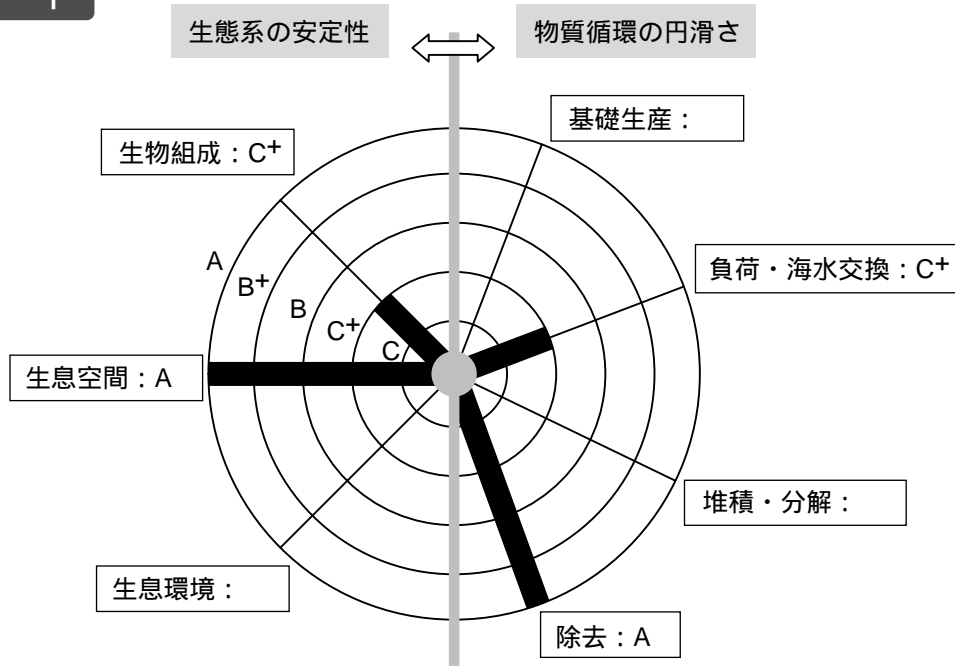 生態系の安定性
物質循環の円滑さ
基礎生産：
生物組成：C+
A
B+
B
C+
C
負荷・海水交換：C+
生息空間：A
堆積・分解：
生息環境：
除去：A